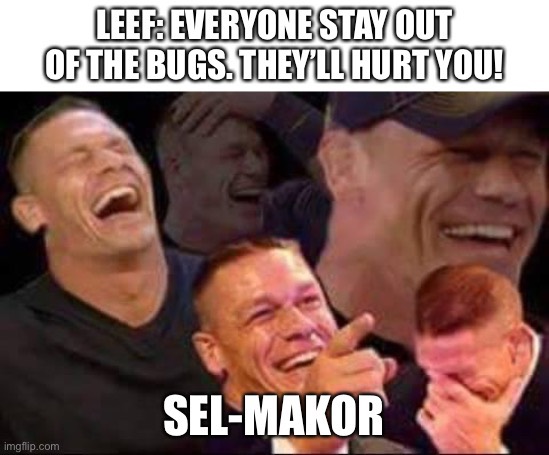 LEEF: EVERYONE STAY OUT
OF THE BUGS. THEY'LL HURT YOU!
SEL-MAKOR
imgflip.com